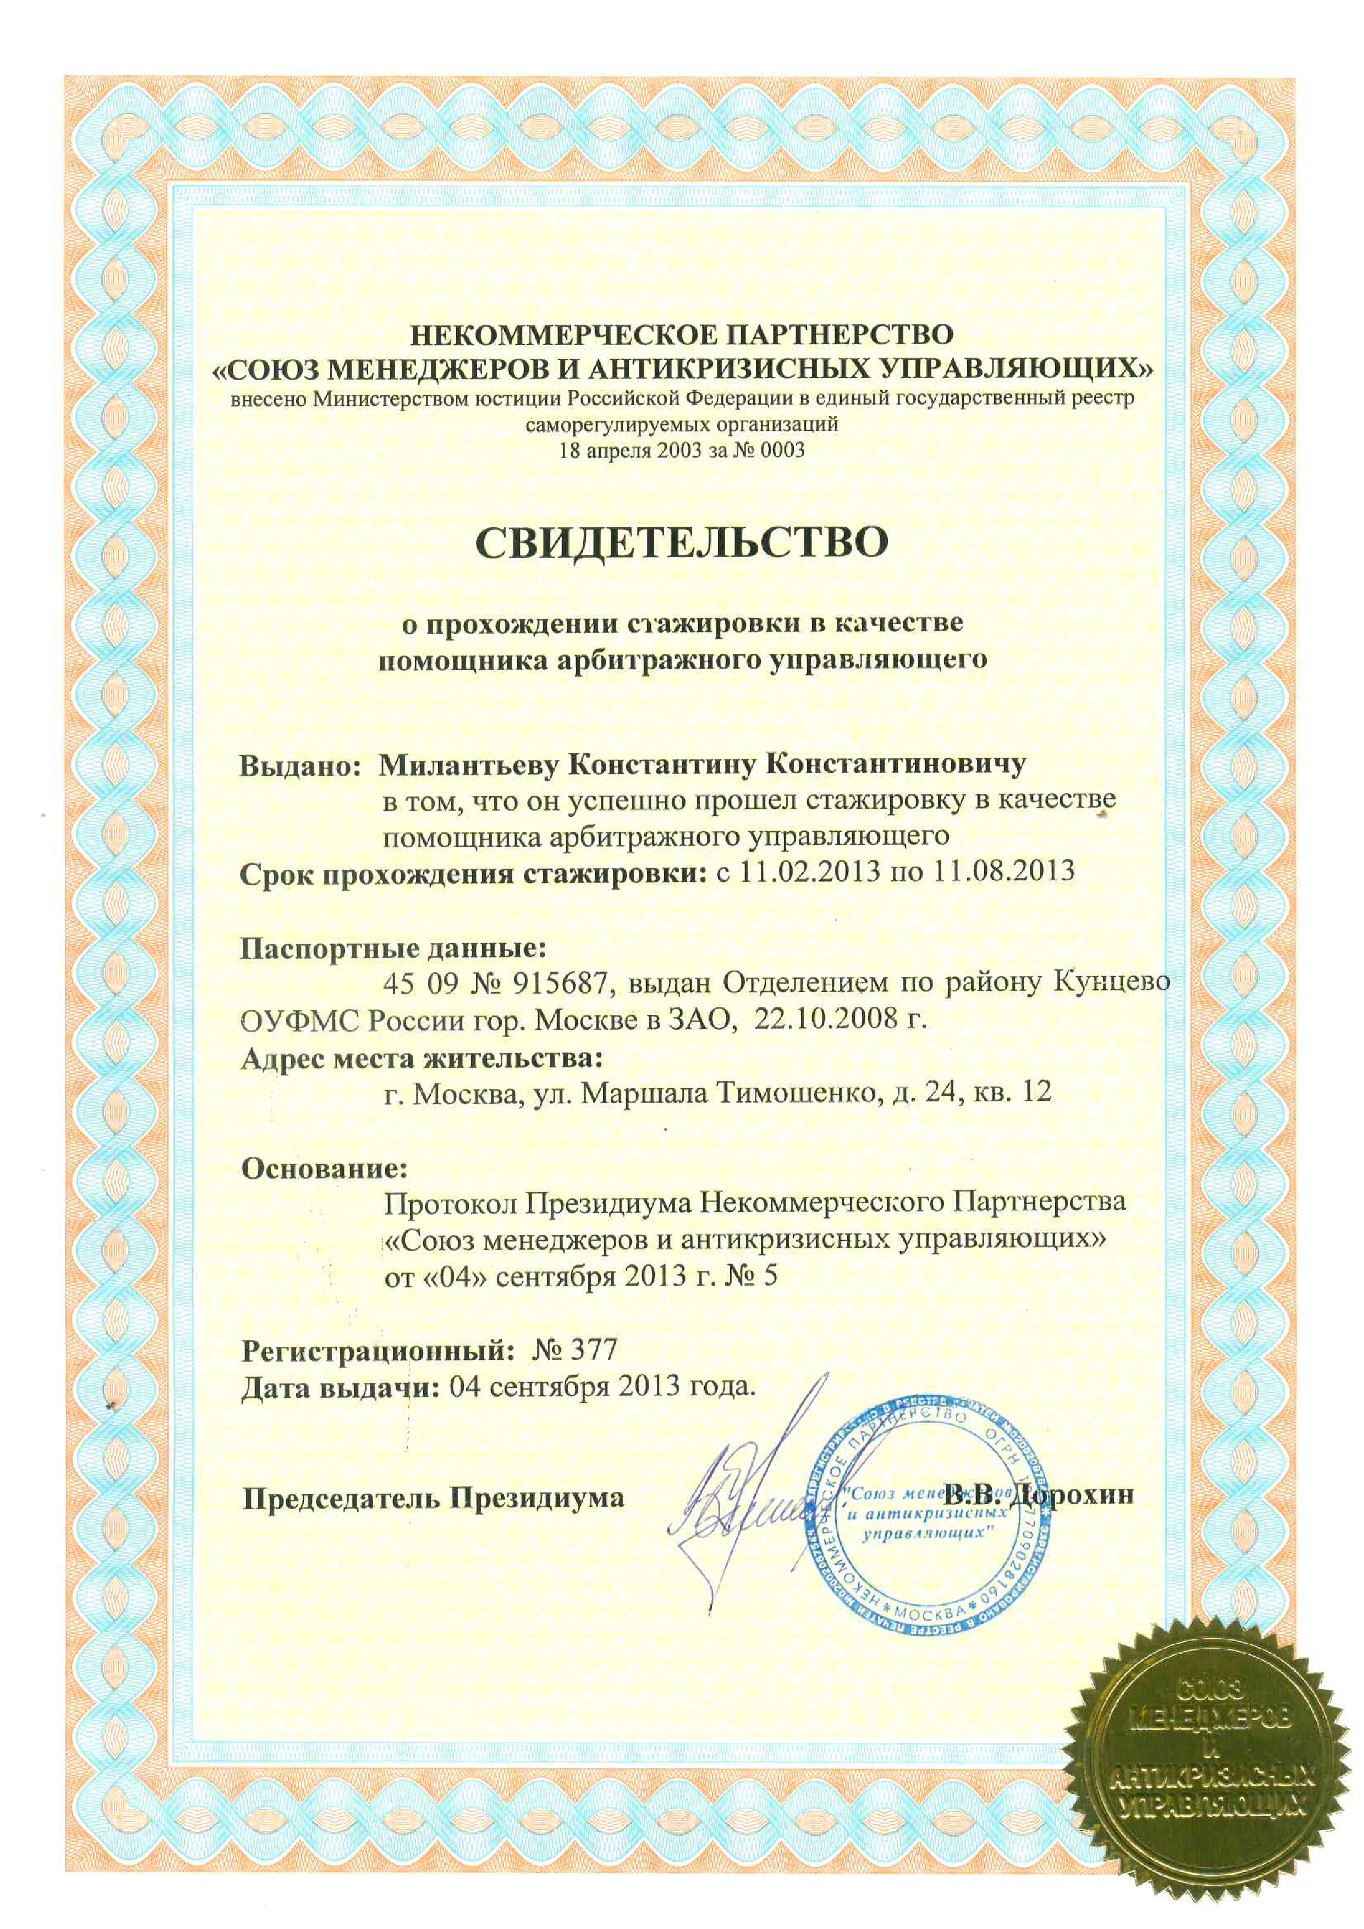 НЕКОММЕРЧЕСКОЕ ПАРТНЕРСТВО
«СОЮЗ МЕНЕДЖЕРОВ И АНТИКРИЗИСНЫХ УПРАВЛЯЮЩИХ»
внесено Министерством юстиции Российской Федерации в единый государственный реестр
саморегулируемых организаций
18 апреля 2003 за № 0003
СВИДЕТЕЛЬСТВО
о прохождении стажировки в качестве
помощника арбитражного управляющего
Выдано: Милантьеву Константину Константиновичу
в том, что он успешно прошел стажировку в качестве
помощника арбитражного управляющего
Срок прохождения стажировки: с 11.02.2013 по 11.08.2013
Паспортные данные:
45 09 № 915687, выдан Отделением по району Кунцево
ОУФМС России гор. Москве в ЗАО, 22.10.2008 г.
Адрес места жительства:
г. Москва, ул. Маршала Тимошенко, д. 24, кв. 12
Основание:
Протокол Президиума Некоммерческого Партнерства
«Союз менеджеров и антикризисных управляющих»
от «04» сентября 2013 г. № 5
Регистрационный: № 377
Дата выдачи: 04 сентября 2013 года.
Председатель Президиума В.В. Дорохин
НЕКОММЕРЧЕСКОЕ ПАРТНЕРСТВО ОГРН
*МОСКВА*
"Союз менеджеров
и антикризисных
управляющих"
СОЮЗ
МЕНЕДЖЕРОВ
И
АНТИКРИЗИСНЫХ
УПРАВЛЯЮЩИХ